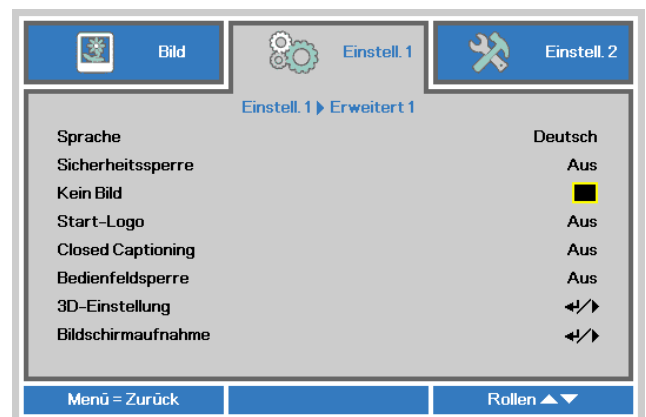 Bild
Einstell. 1
Einstell. 2
Einstell. 1 ▶ Erweitert 1
Sprache Deutsch
Sicherheitssperre Aus
Kein Bild
Start-Logo Aus
Closed Captioning Aus
Bedienfeldsperre Aus
3D-Einstellung ↵/▶
Bildschirmaufnahme ↵/▶
Menü = Zurück
Rollen ▲▼